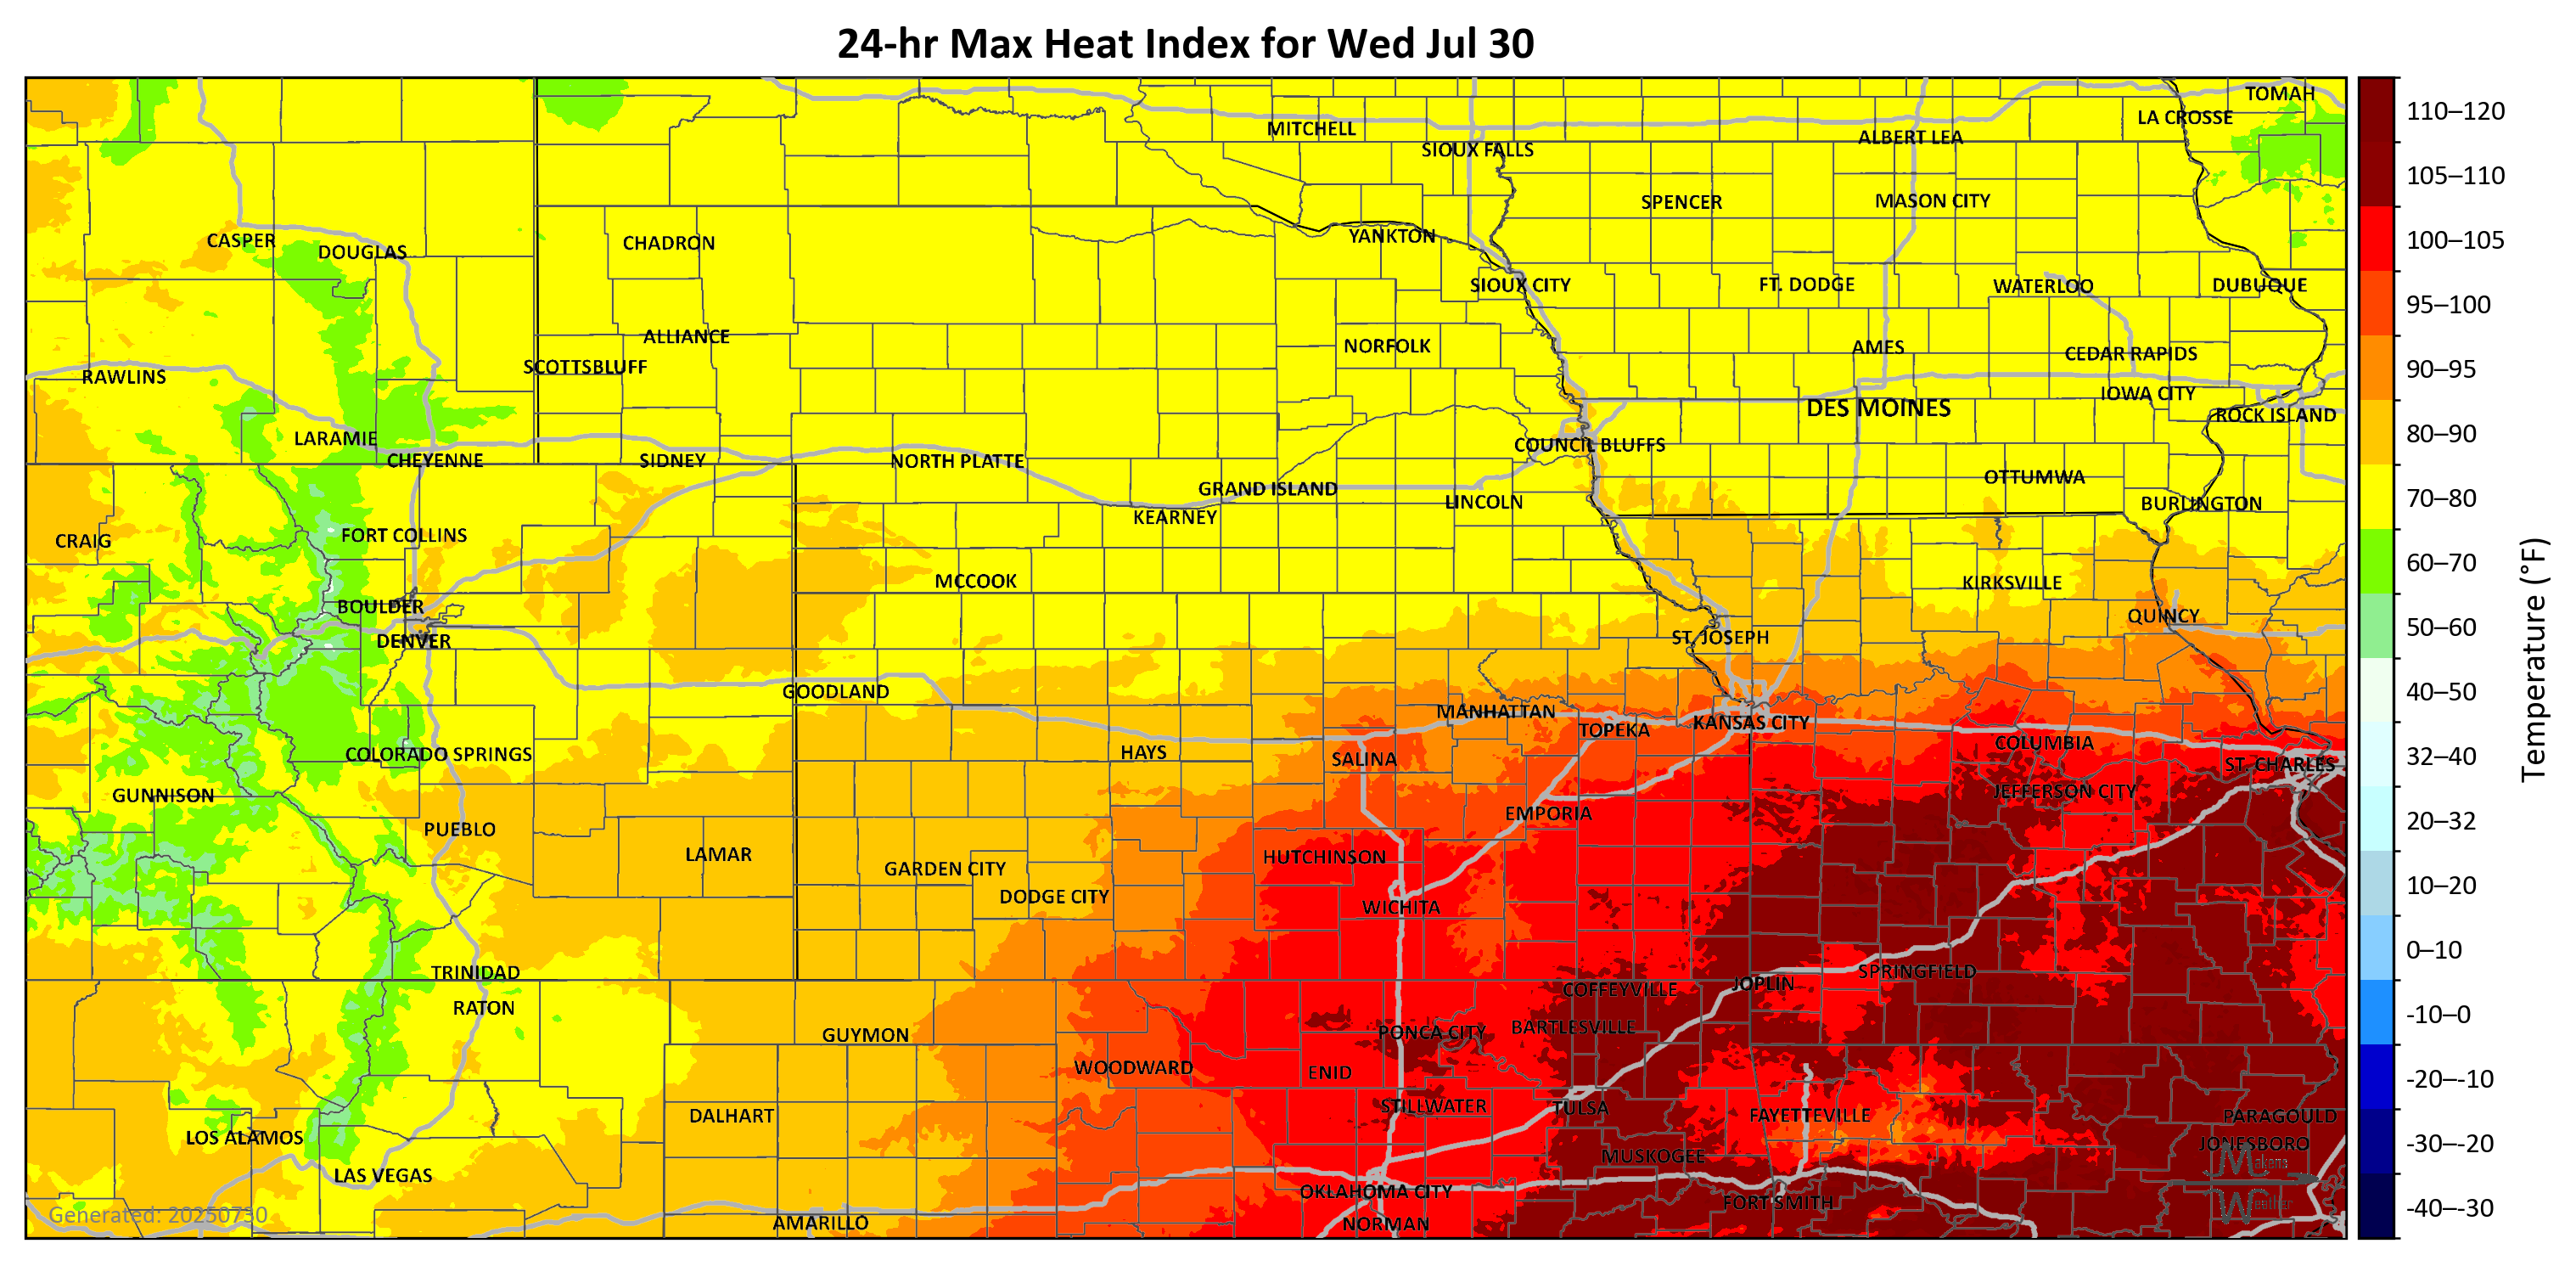 24-hr Max Heat Index for Wed Jul 30
TOMAH
LA CROSSE
MITCHELL
ALBERT LEA
SIOUX FALLS
SPENCER
MASON CITY
CASPER
DOUGLAS
CHADRON
YANKTON
SIOUX CITY
FT. DODGE
WATERLOO
DUBUQUE
ALLIANCE
NORFOLK
AMES
CEDAR RAPIDS
SCOTTSBLUFF
RAWLINS
IOWA CITY
DES MOINES
ROCK ISLAND
LARAMIE
COUNCIL BLUFFS
CHEYENNE
SIDNEY
NORTH PLATTE
OTTUMWA
GRAND ISLAND
LINCOLN
BURLINGTON
KEARNEY
FORT COLLINS
CRAIG
MCCOOK
KIRKSVILLE
BOULDER
QUINCY
DENVER
ST. JOSEPH
GOODLAND
MANHATTAN
TOPEKA
KANSAS CITY
COLUMBIA
COLORADO SPRINGS
HAYS
SALINA
ST. CHARLES
GUNNISON
JEFFERSON CITY
EMPORIA
PUEBLO
LAMAR
HUTCHINSON
GARDEN CITY
DODGE CITY
WICHITA
TRINIDAD
SPRINGFIELD
JOPLIN
COFFEYVILLE
RATON
GUYMON
PONCA CITY
BARTLESVILLE
WOODWARD
ENID
STILLWATER
TULSA
DALHART
FAYETTEVILLE
PARAGOULD
LOS ALAMOS
JONESBORO
MUSKOGEE
Makens
LAS VEGAS
OKLAHOMA CITY
FORT SMITH
Weather
Generated: 20250730
AMARILLO
NORMAN
110–120
105–110
100–105
95–100
90–95
80–90
70–80
60–70
50–60
40–50
32–40
20–32
10–20
0–10
-10–0
-20–-10
-30–-20
-40–-30
Temperature (°F)